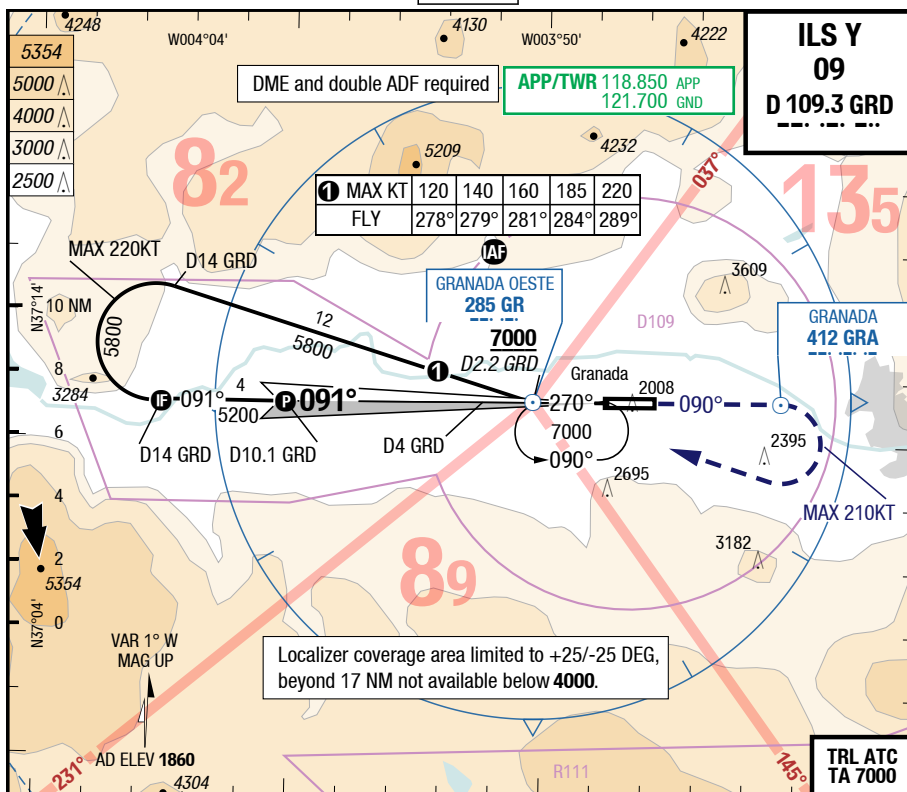 4248
4130
4222
W004°04'
W003°50'
ILS Y
09
D 109.3 GRD
5354
5000
4000
3000
2500
DME and double ADF required
APP/TWR 118.850 APP
121.700 GND
5209
4232
037°
82
135
1 MAX KT 120 140 160 185 220
FLY 278° 279° 281° 284° 289°
MAX 220KT
D14 GRD
IAF
3609
N37°14'
10 NM
GRANADA OESTE
285 GR
7000
D2.2 GRD
D109
GRANADA
412 GRA
12
5800
5800
1
8
3284
IF
091°
4
5200
P
091°
Granada
2008
270°
090°
7000
090°
D14 GRD
D10.1 GRD
D4 GRD
6
2395
2695
MAX 210KT
4
3182
2
5354
89
N37°04'
0
VAR 1° W
MAG UP
Localizer coverage area limited to +25/-25 DEG,
beyond 17 NM not available below 4000.
AD ELEV 1860
231°
4304
R111
145°
TRL ATC
TA 7000